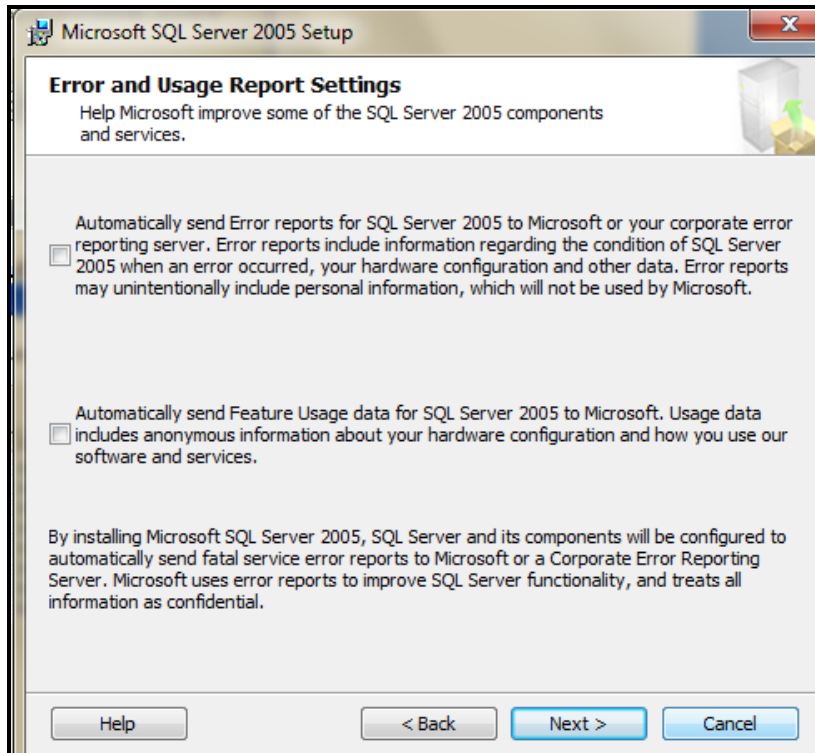 Microsoft SQL Server 2005 Setup
x
Error and Usage Report Settings
Help Microsoft improve some of the SQL Server 2005 components
and services.
Automatically send Error reports for SQL Server 2005 to Microsoft or your corporate error
reporting server. Error reports include information regarding the condition of SQL Server
2005 when an error occurred, your hardware configuration and other data. Error reports
may unintentionally include personal information, which will not be used by Microsoft.
Automatically send Feature Usage data for SQL Server 2005 to Microsoft. Usage data
includes anonymous information about your hardware configuration and how you use our
software and services.
By installing Microsoft SQL Server 2005, SQL Server and its components will be configured to
automatically send fatal service error reports to Microsoft or a Corporate Error Reporting
Server. Microsoft uses error reports to improve SQL Server functionality, and treats all
information as confidential.
Help
< Back
Next >
Cancel